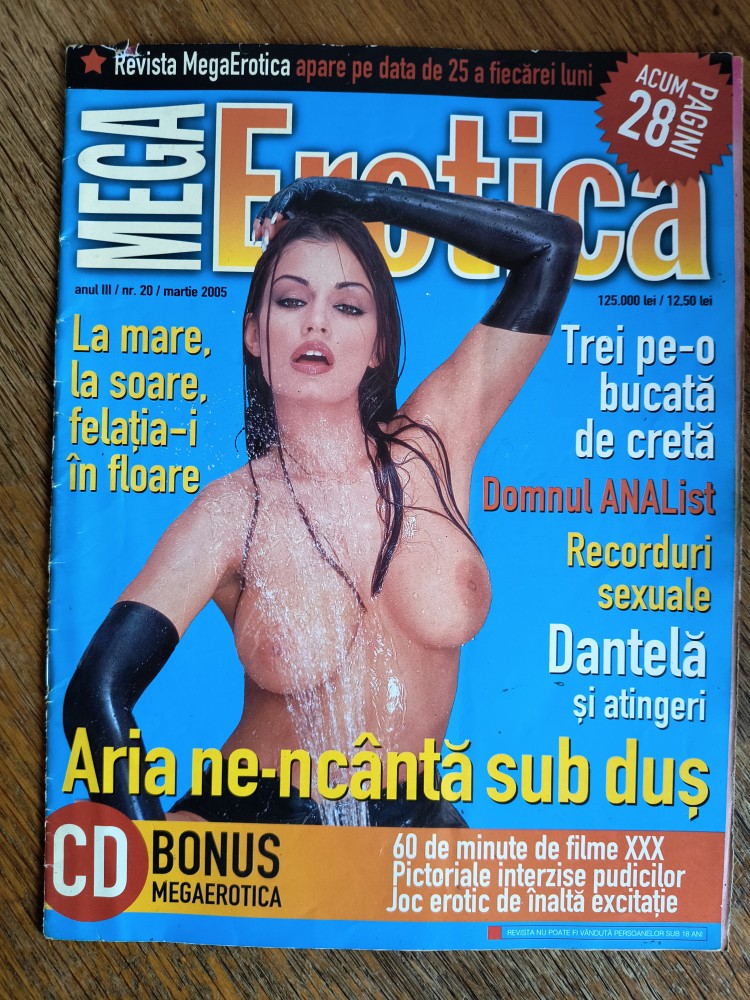 Revista MegaErotica apare pe data de 25 a fiecărei luni
ACUM
28
PAGINI
MEGA
Erotica
anul III / nr. 20 / martie 2005
125.000 lei / 12,50 lei
La mare,
la soare,
felația-i
în floare
Trei pe-o
bucată
de cretă
Domnul ANAList
Recorduri
sexuale
Dantelă
și atingeri
Aria ne-ncântă sub duș
CD
BONUS
MEGAEROTICA
60 de minute de filme XXX
Pictoriale interzise pudicilor
Joc erotic de înaltă excitație
REVISTA NU POATE FI VÂNDUTĂ PERSOANELOR SUB 18 ANI